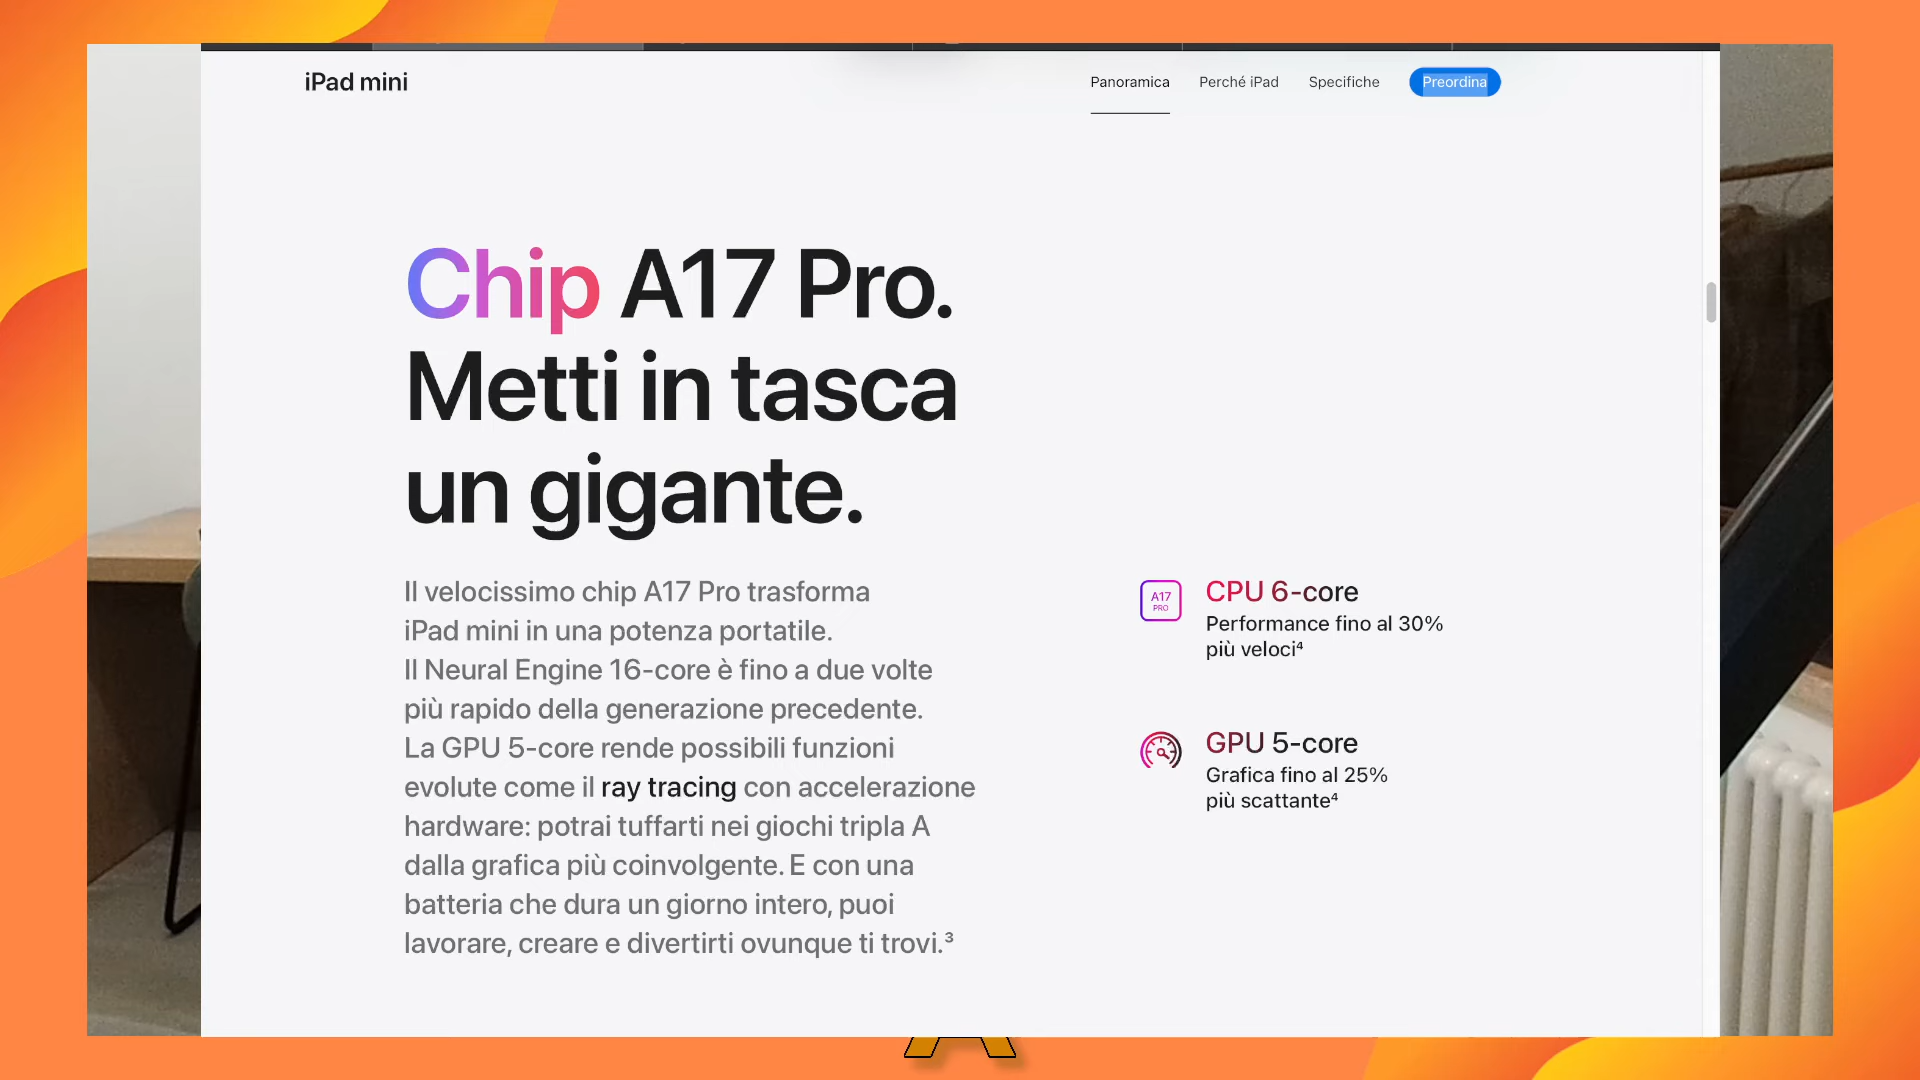 iPad mini
Panoramica
Perché iPad
Specifiche
Preordina
Chip A17 Pro.
Metti in tasca
un gigante.
Il velocissimo chip A17 Pro trasforma
iPad mini in una potenza portatile.
Il Neural Engine 16-core è fino a due volte
più rapido della generazione precedente.
La GPU 5-core rende possibili funzioni
evolute come il ray tracing con accelerazione
hardware: potrai tuffarti nei giochi tripla A
dalla grafica più coinvolgente. E con una
batteria che dura un giorno intero, puoi
lavorare, creare e divertirti ovunque ti trovi.³
A17
PRO
CPU 6-core
Performance fino al 30%
più veloci⁴
GPU 5-core
Grafica fino al 25%
più scattante⁴